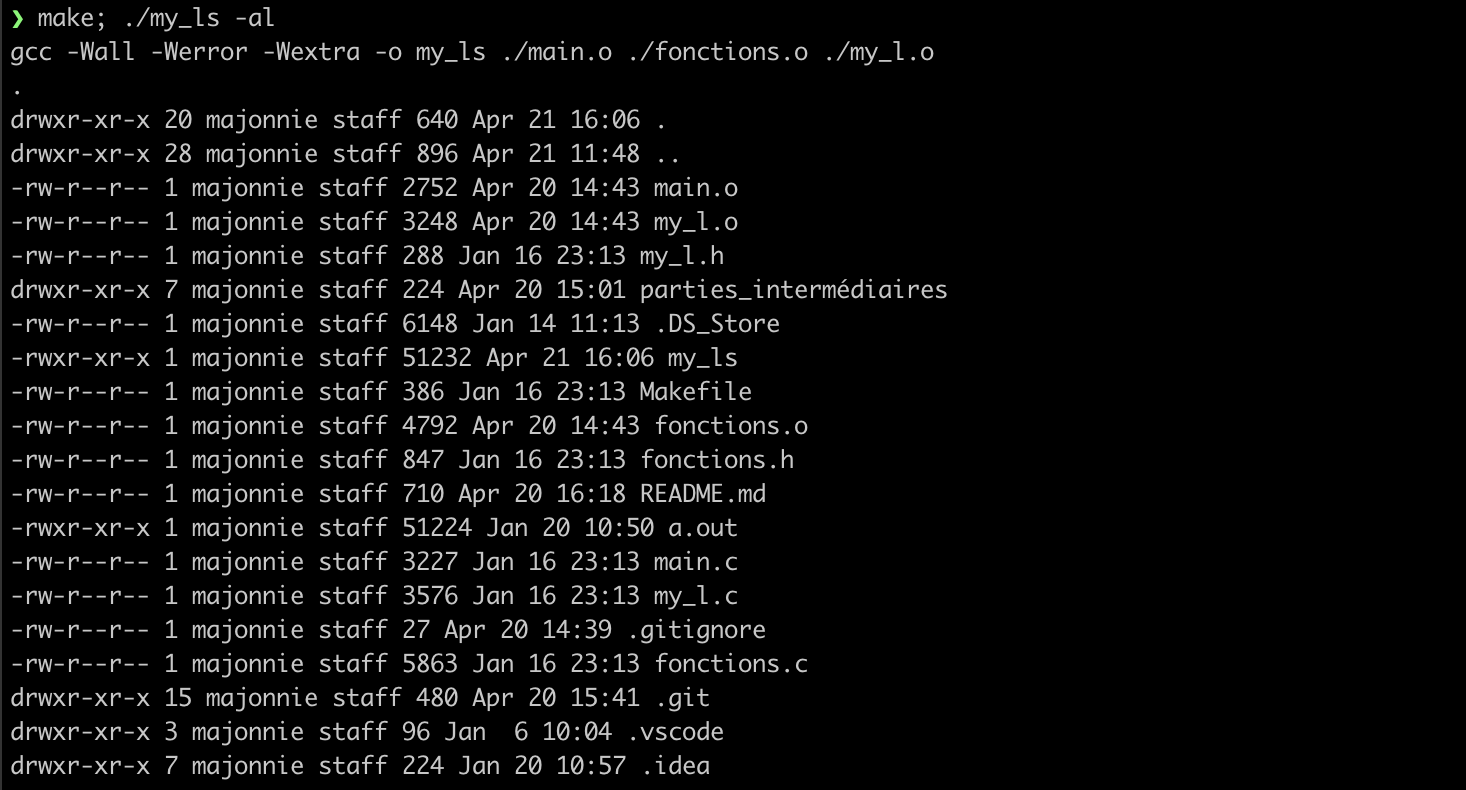 ❯ make; ./my_ls -al
gcc -Wall -Werror -Wextra -o my_ls ./main.o ./fonctions.o ./my_l.o
.
drwxr-xr-x 20 majonnie staff 640 Apr 21 16:06 .
drwxr-xr-x 28 majonnie staff 896 Apr 21 11:48 ..
-rw-r--r-- 1 majonnie staff 2752 Apr 20 14:43 main.o
-rw-r--r-- 1 majonnie staff 3248 Apr 20 14:43 my_l.o
-rw-r--r-- 1 majonnie staff 288 Jan 16 23:13 my_l.h
drwxr-xr-x 7 majonnie staff 224 Apr 20 15:01 parties_intermédiaires
-rw-r--r-- 1 majonnie staff 6148 Jan 14 11:13 .DS_Store
-rwxr-xr-x 1 majonnie staff 51232 Apr 21 16:06 my_ls
-rw-r--r-- 1 majonnie staff 386 Jan 16 23:13 Makefile
-rw-r--r-- 1 majonnie staff 4792 Apr 20 14:43 fonctions.o
-rw-r--r-- 1 majonnie staff 847 Jan 16 23:13 fonctions.h
-rw-r--r-- 1 majonnie staff 710 Apr 20 16:18 README.md
-rwxr-xr-x 1 majonnie staff 51224 Jan 20 10:50 a.out
-rw-r--r-- 1 majonnie staff 3227 Jan 16 23:13 main.c
-rw-r--r-- 1 majonnie staff 3576 Jan 16 23:13 my_l.c
-rw-r--r-- 1 majonnie staff 27 Apr 20 14:39 .gitignore
-rw-r--r-- 1 majonnie staff 5863 Jan 16 23:13 fonctions.c
drwxr-xr-x 15 majonnie staff 480 Apr 20 15:41 .git
drwxr-xr-x 3 majonnie staff 96 Jan  6 10:04 .vscode
drwxr-xr-x 7 majonnie staff 224 Jan 20 10:57 .idea